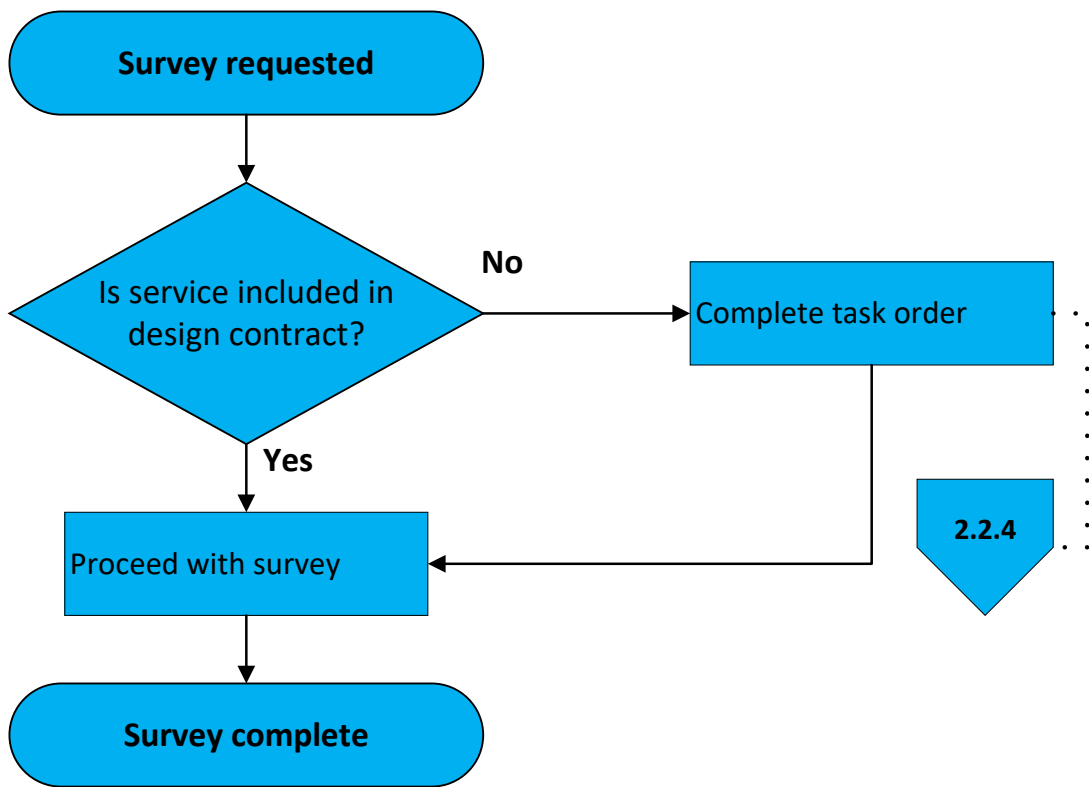 Survey requested
Is service included in
design contract?
No
Complete task order
Yes
2.2.4
Proceed with survey
Survey complete